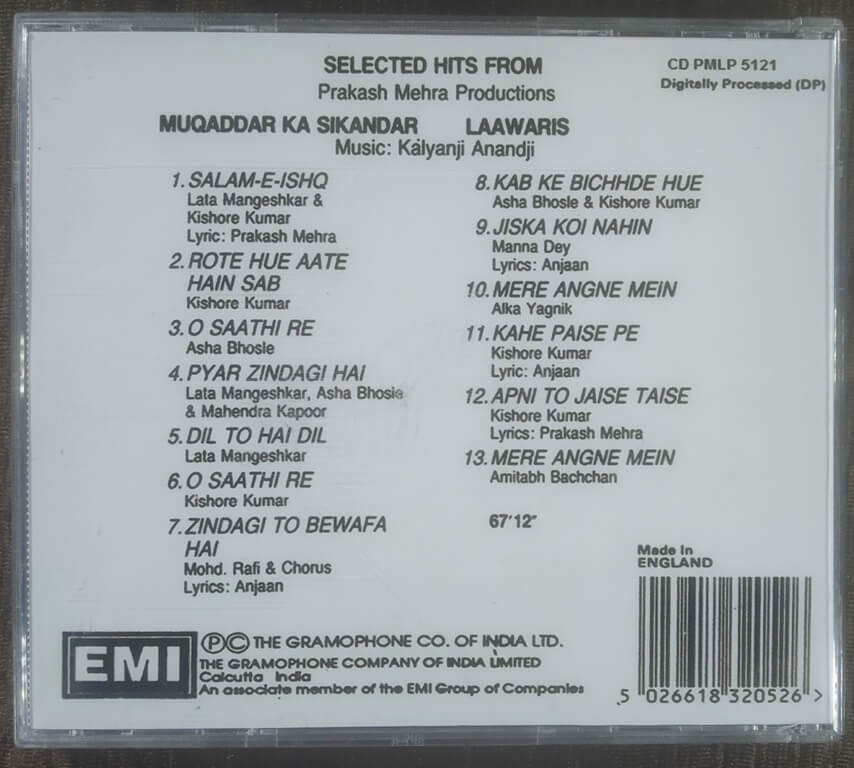 SELECTED HITS FROM
Prakash Mehra Productions
CD PMLP 5121
Digitally Processed (DP)
MUQADDAR KA SIKANDAR LAAWARIS
Music: Kalyanji Anandji
1. SALAM-E-ISHQ
Lata Mangeshkar &
Kishore Kumar
Lyric: Prakash Mehra
2. ROTE HUE AATE
HAIN SAB
Kishore Kumar
3. O SAATHI RE
Asha Bhosle
4. PYAR ZINDAGI HAI
Lata Mangeshkar, Asha Bhosle
& Mahendra Kapoor
5. DIL TO HAI DIL
Lata Mangeshkar
6. O SAATHI RE
Kishore Kumar
7. ZINDAGI TO BEWAFA
HAI
Mohd. Rafi & Chorus
Lyrics: Anjaan
8. KAB KE BICHHDE HUE
Asha Bhosle & Kishore Kumar
9. JISKA KOI NAHIN
Manna Dey
Lyrics: Anjaan
10. MERE ANGNE MEIN
Alka Yagnik
11. KAHE PAISE PE
Kishore Kumar
Lyric: Anjaan
12. APNI TO JAISE TAISE
Kishore Kumar
Lyrics: Prakash Mehra
13. MERE ANGNE MEIN
Amitabh Bachchan
67'12"
Made In
ENGLAND
EMI
ⓅⒸ THE GRAMOPHONE CO. OF INDIA LTD.
THE GRAMOPHONE COMPANY OF INDIA LIMITED
Calcutta India
An associate member of the EMI Group of Companies
5 026618 320526 >